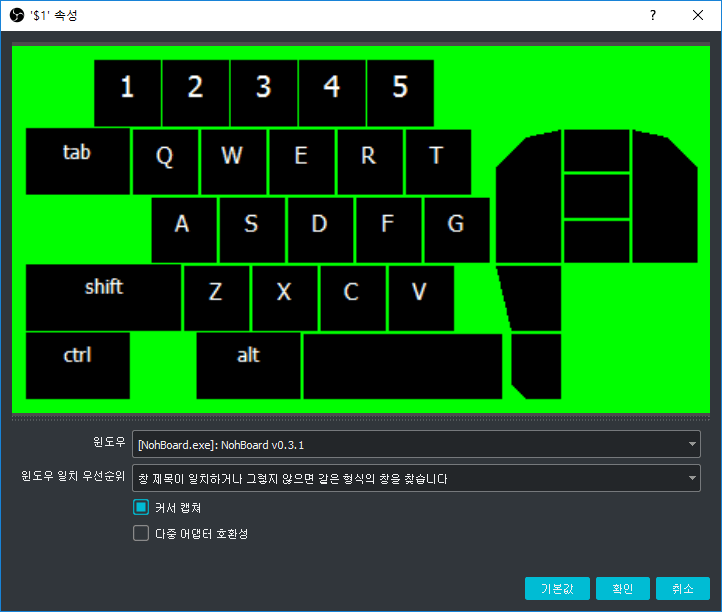 '$1' 속성
1 2 3 4 5
tab Q W E R T
A S D F G
shift Z X C V
ctrl alt
윈도우 [NohBoard.exe]: NohBoard v0.3.1
윈도우 일치 우선순위 창 제목이 일치하거나 그렇지 않으면 같은 형식의 창을 찾습니다
커서 캡쳐
다중 어댑터 호환성
기본값 확인 취소